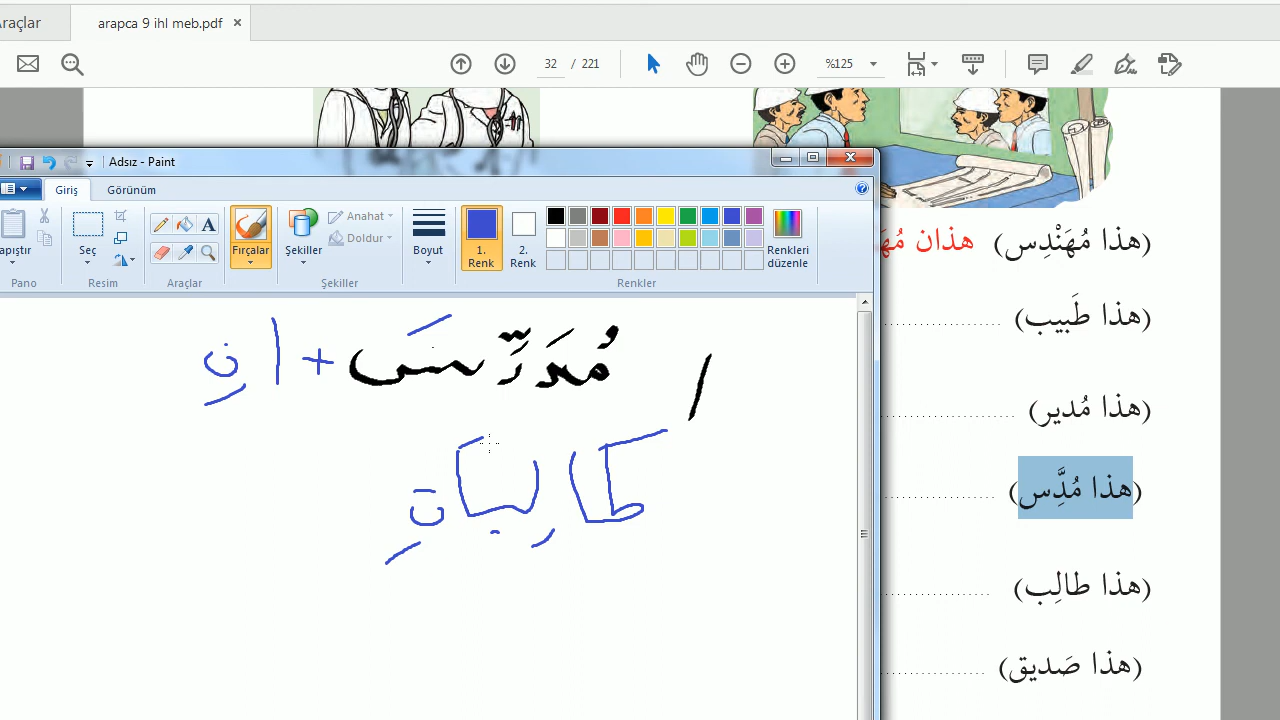 Araçlar
arapca 9 ihl meb.pdf ×
32 / 221
%125
Adsız - Paint
Giriş Görünüm
Yapıştır
Seç
Fırçalar
Şekiller
Anahat
Doldur
Boyut
1. Renk
2. Renk
Renkleri düzenle
Pano
Resim
Araçlar
Şekiller
Renkler
مُدَرِّسَ + انِ
/
(هذا مُهَنْدِس) هذان
(هذا طَبيب)
(هذا مُدير)
(هذا مُدَّرِس)
(هذا طالِب)
(هذا صَديق)